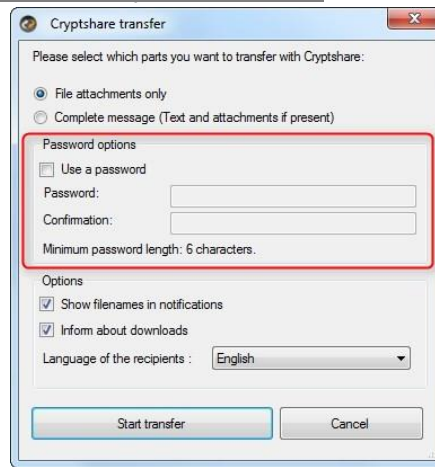 Cryptshare transfer
Please select which parts you want to transfer with Cryptshare:
File attachments only
Complete message (Text and attachments if present)
Password options
Use a password
Password:
Confirmation:
Minimum password length: 6 characters.
Options
Show filenames in notifications
Inform about downloads
Language of the recipients : English
Start transfer Cancel